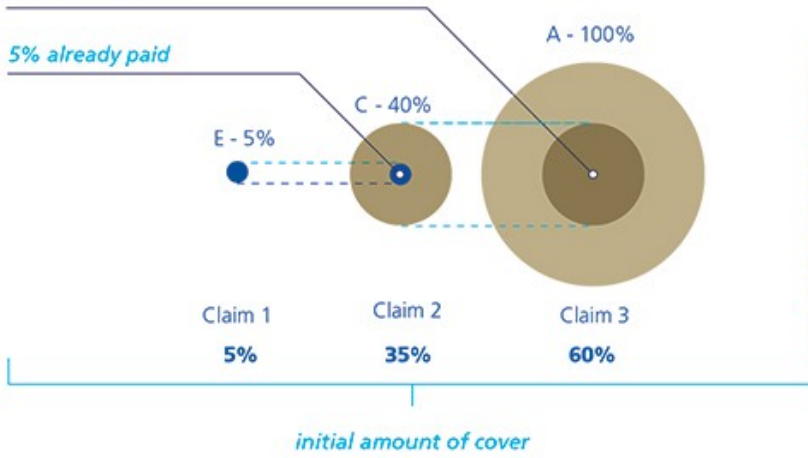 A - 100%
5% already paid
C - 40%
E - 5%
Claim 1
Claim 2
Claim 3
5%
35%
60%
initial amount of cover